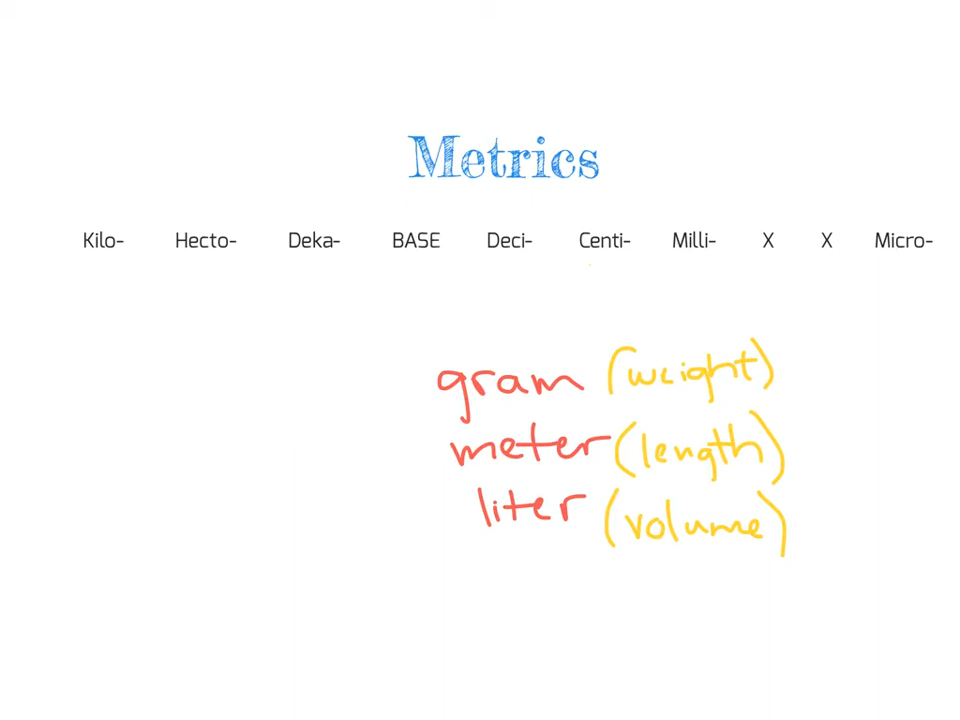 Metrics
Kilo- Hecto- Deka- BASE Deci- Centi- Milli- X X Micro-
gram (weight)
meter (length)
liter (volume)